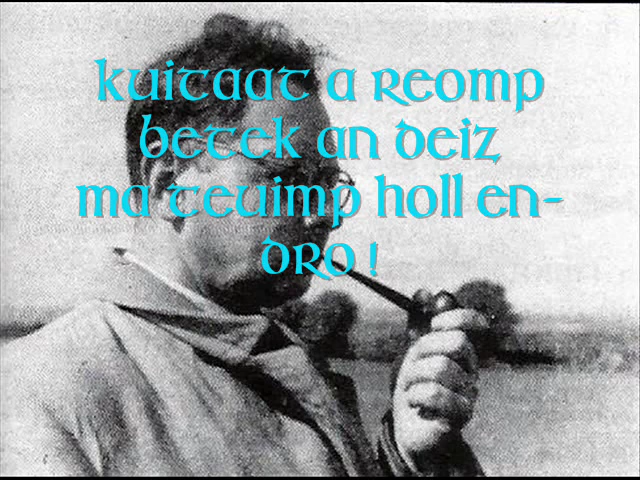 Kuitaat a reomp
betek an deiz
ma teuimp holl en-
dro !